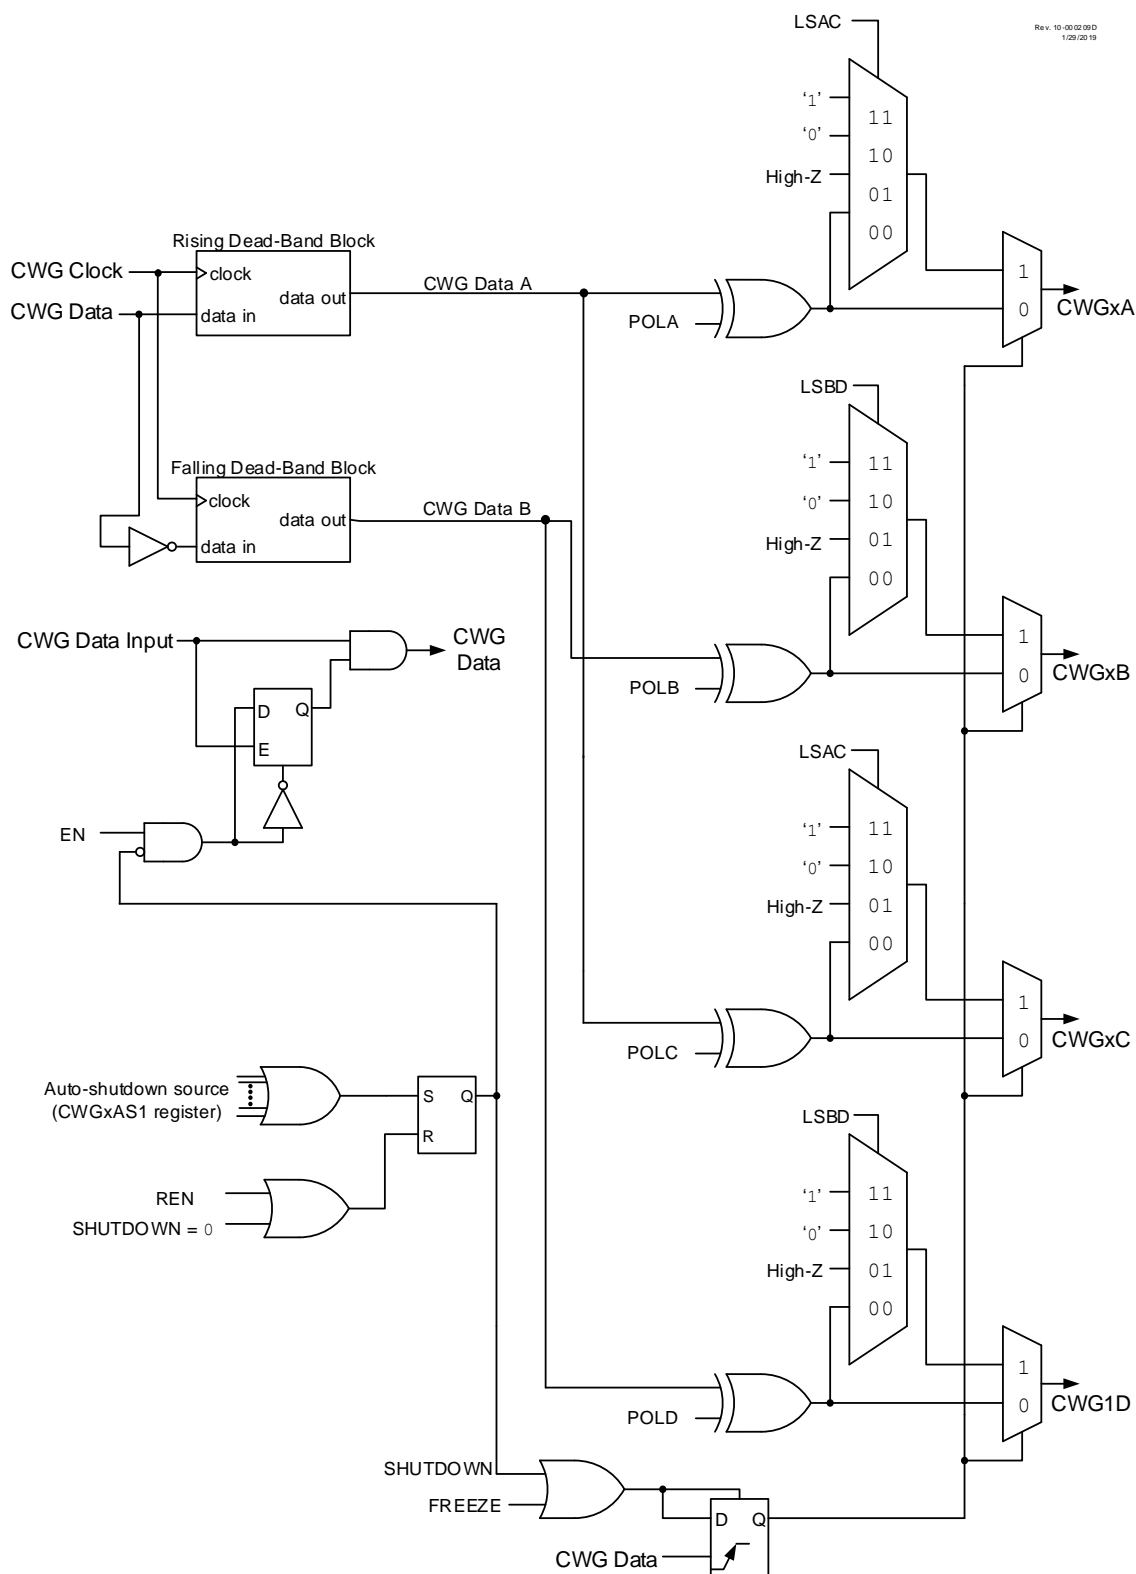 LSAC
Rev. 10-000209D
1/29/2019
‘1’
11
‘0’
10
High-Z
01
00
Rising Dead-Band Block
CWG Clock
clock
CWG Data A
data out
1
CWG Data
data in
POLA
0
CWGxA
LSBD
Falling Dead-Band Block
‘1’
11
clock
CWG Data B
‘0’
10
data out
High-Z
01
data in
00
CWG Data Input
CWG
Data
1
POLB
0
CWGxB
D
Q
E
LSAC
EN
‘1’
11
‘0’
10
High-Z
01
00
1
POLC
0
CWGxC
Auto-shutdown source
(CWGxAS1 register)
S
Q
R
LSBD
REN
‘1’
11
SHUTDOWN = 0
‘0’
10
High-Z
01
00
1
POLD
0
CWG1D
SHUTDOWN
FREEZE
D
Q
CWG Data